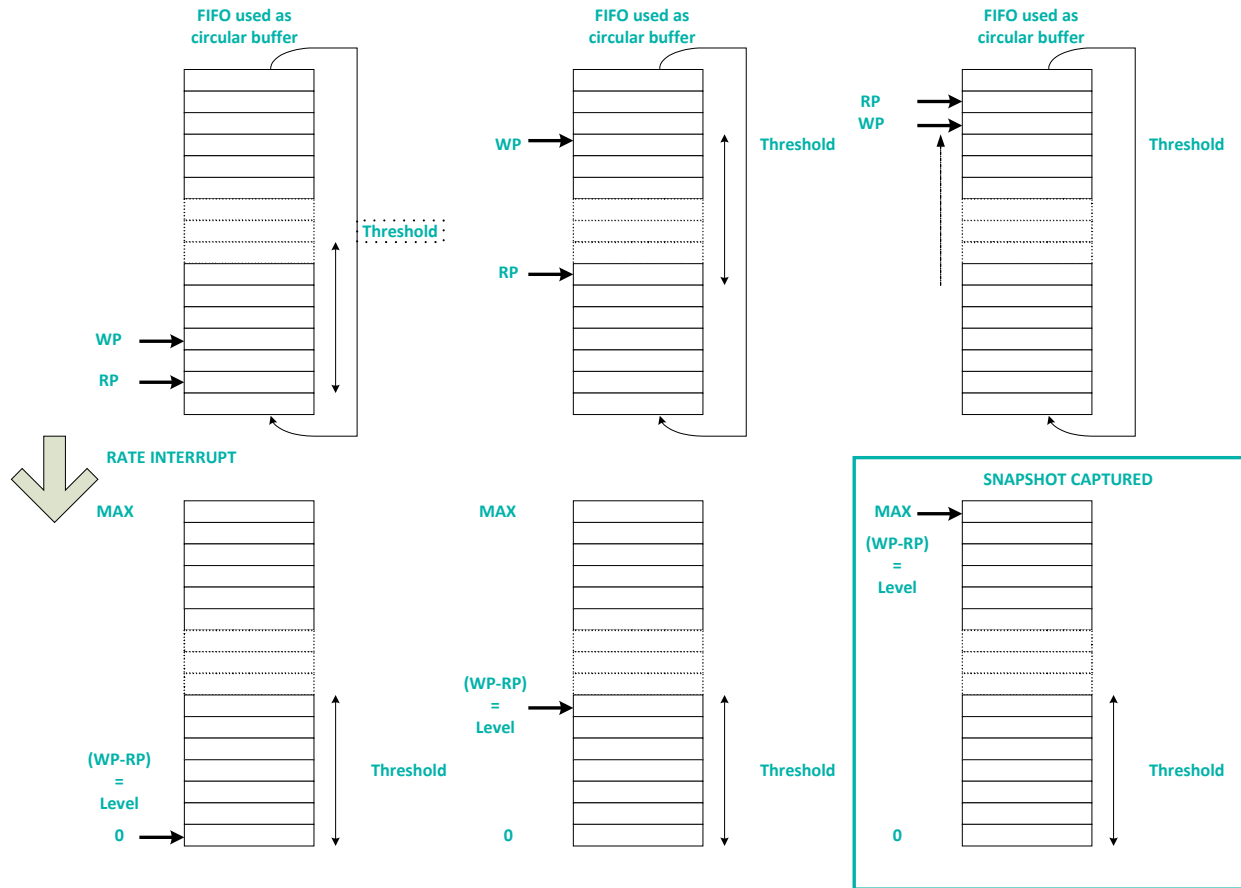 FIFO used as
circular buffer
FIFO used as
circular buffer
FIFO used as
circular buffer
RP
WP
WP
Threshold
Threshold
Threshold
RP
WP
RP
RATE INTERRUPT
SNAPSHOT CAPTURED
MAX
MAX
MAX
(WP-RP)
=
Level
(WP-RP)
=
Level
(WP-RP)
=
Level
Threshold
Threshold
Threshold
0
0
0